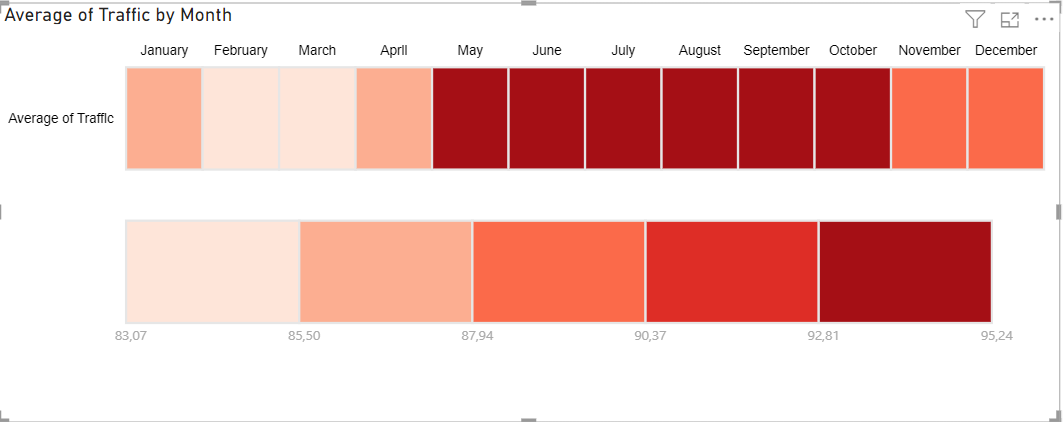 Average of Traffic by Month
January February March April May June July August September October November December
Average of Traffic
83,07 85,50 87,94 90,37 92,81 95,24